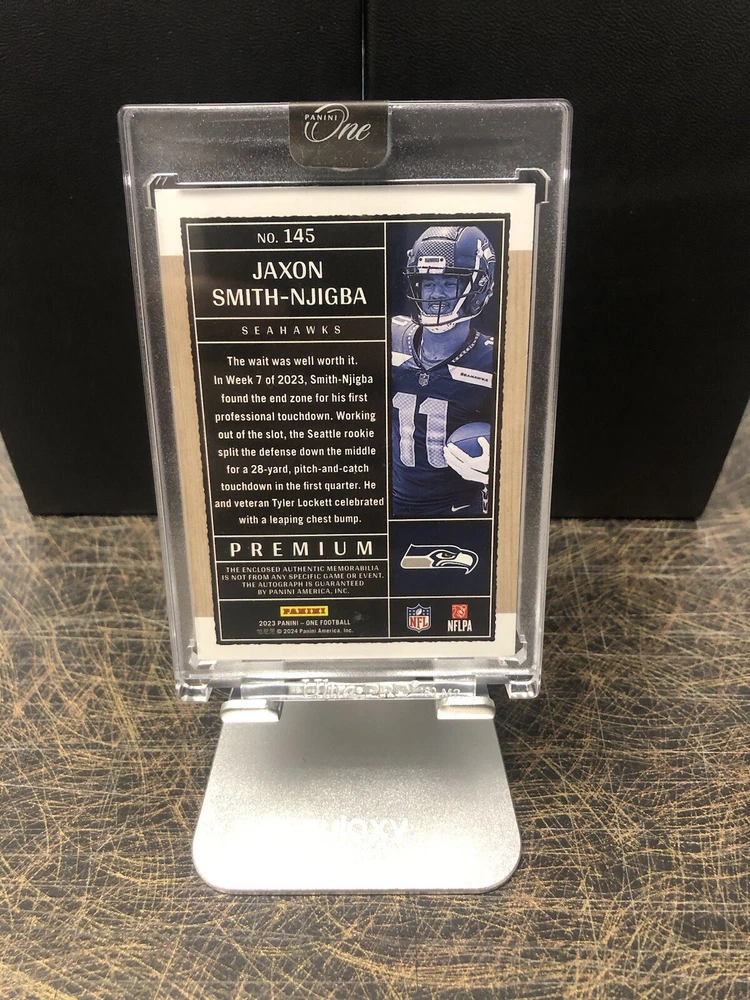 PANINI
One
NO. 145
JAXON
SMITH-NJIGBA
SEAHAWKS
The wait was well worth it.
In Week 7 of 2023, Smith-Njigba
found the end zone for his first
professional touchdown. Working
out of the slot, the Seattle rookie
split the defense down the middle
for a 28-yard, pitch-and-catch
touchdown in the first quarter. He
and veteran Tyler Lockett celebrated
with a leaping chest bump.
PREMIUM
THE ENCLOSED AUTHENTIC MEMORABILIA
IS NOT FROM ANY SPECIFIC GAME OR EVENT.
THE AUTOGRAPH IS GUARANTEED
BY PANINI AMERICA, INC.
PANINI
2023 PANINI – ONE FOOTBALL
© 2024 Panini America, Inc.
11
SEAHAWKS
NFL
NFLPA